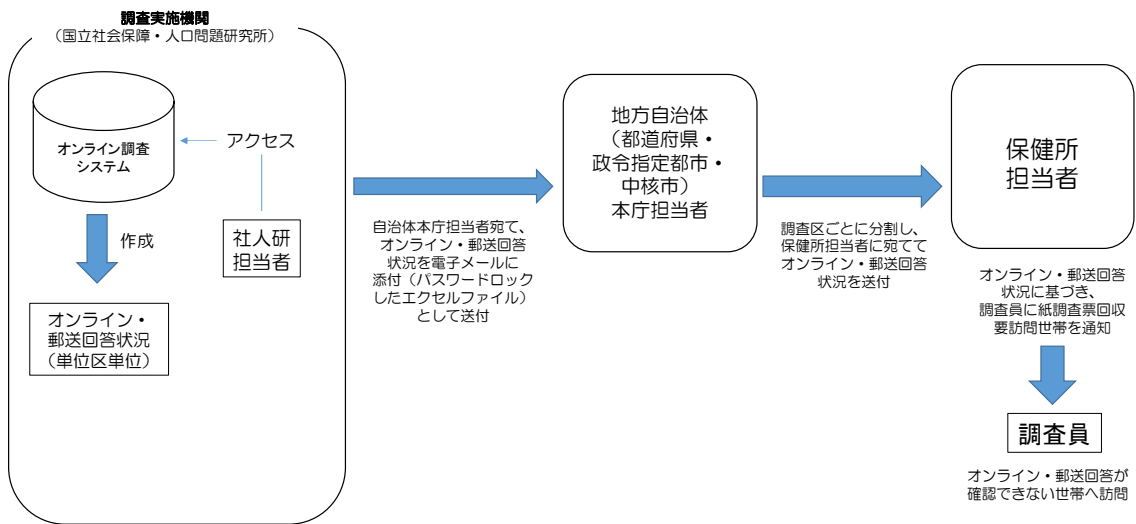 調査実施機関
（国立社会保障・人口問題研究所）
オンライン調査
システム
アクセス
作成
社人研
担当者
オンライン・
郵送回答状況
（単位区単位）
自治体本庁担当者宛て、
オンライン・郵送回答
状況を電子メールに
添付（パスワードロック
したエクセルファイル）
として送付
地方自治体
（都道府県・
政令指定都市・
中核市）
本庁担当者
調査区ごとに分割し、
保健所担当者に宛てて
オンライン・郵送回答
状況を送付
保健所
担当者
オンライン・郵送回答
状況に基づき、
調査員に紙調査票回収
要訪問世帯を通知
調査員
オンライン・郵送回答が
確認できない世帯へ訪問